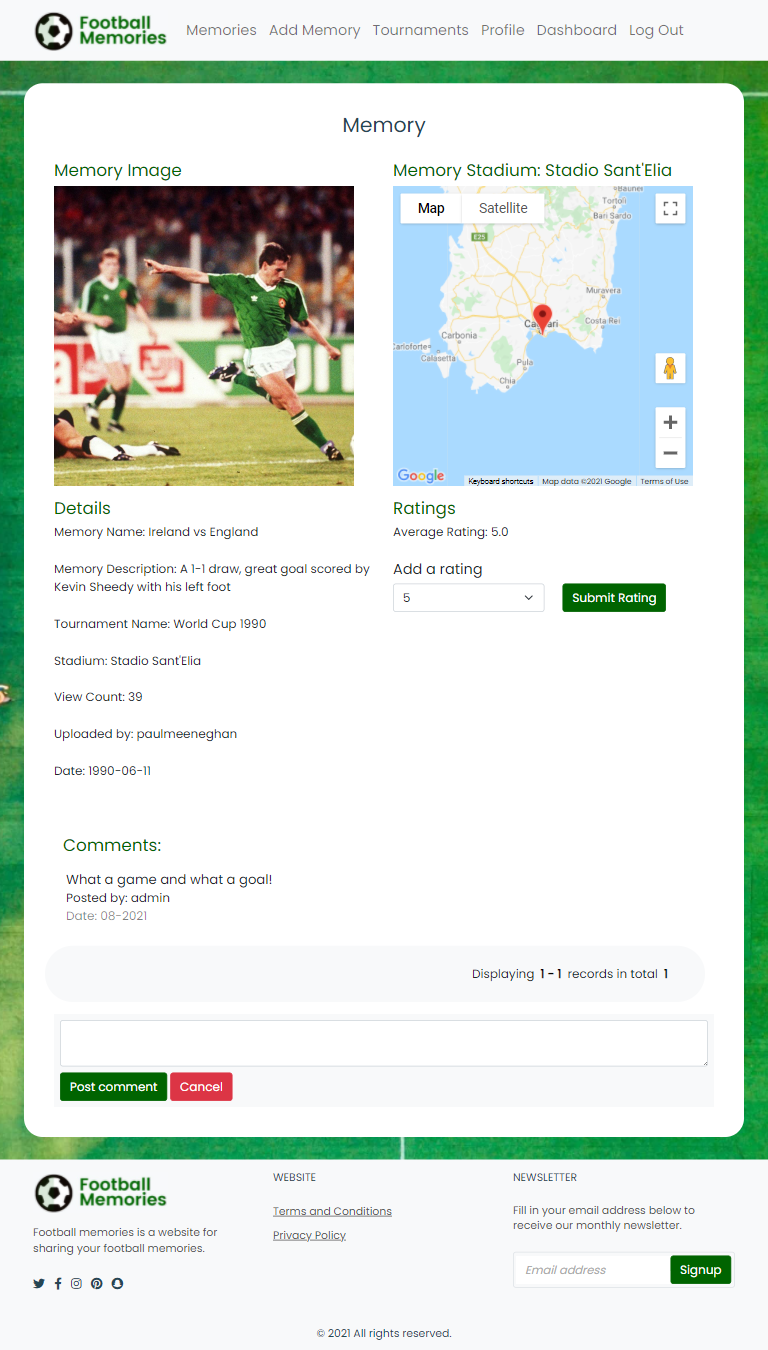 Football
Memories
Memories Add Memory Tournaments Profile Dashboard Log Out
Memory
Memory Image
Memory Stadium: Stadio Sant'Elia
Map Satellite
Tortolì
Bari Sardo
E25
Muravera
Costa Rei
Carbonia
Carloforte
Calasetta
Pula
Chia
Google
Keyboard shortcuts Map data ©2021 Google Terms of Use
Details
Memory Name: Ireland vs England
Memory Description: A 1-1 draw, great goal scored by
Kevin Sheedy with his left foot
Tournament Name: World Cup 1990
Stadium: Stadio Sant'Elia
View Count: 39
Uploaded by: paulmeeneghan
Date: 1990-06-11
Ratings
Average Rating: 5.0
Add a rating
5
Submit Rating
Comments:
What a game and what a goal!
Posted by: admin
Date: 08-2021
Displaying 1 - 1 records in total 1
Post comment Cancel
Football
Memories
Football memories is a website for
sharing your football memories.
WEBSITE
Terms and Conditions
Privacy Policy
NEWSLETTER
Fill in your email address below to
receive our monthly newsletter.
Email address Signup
© 2021 All rights reserved.